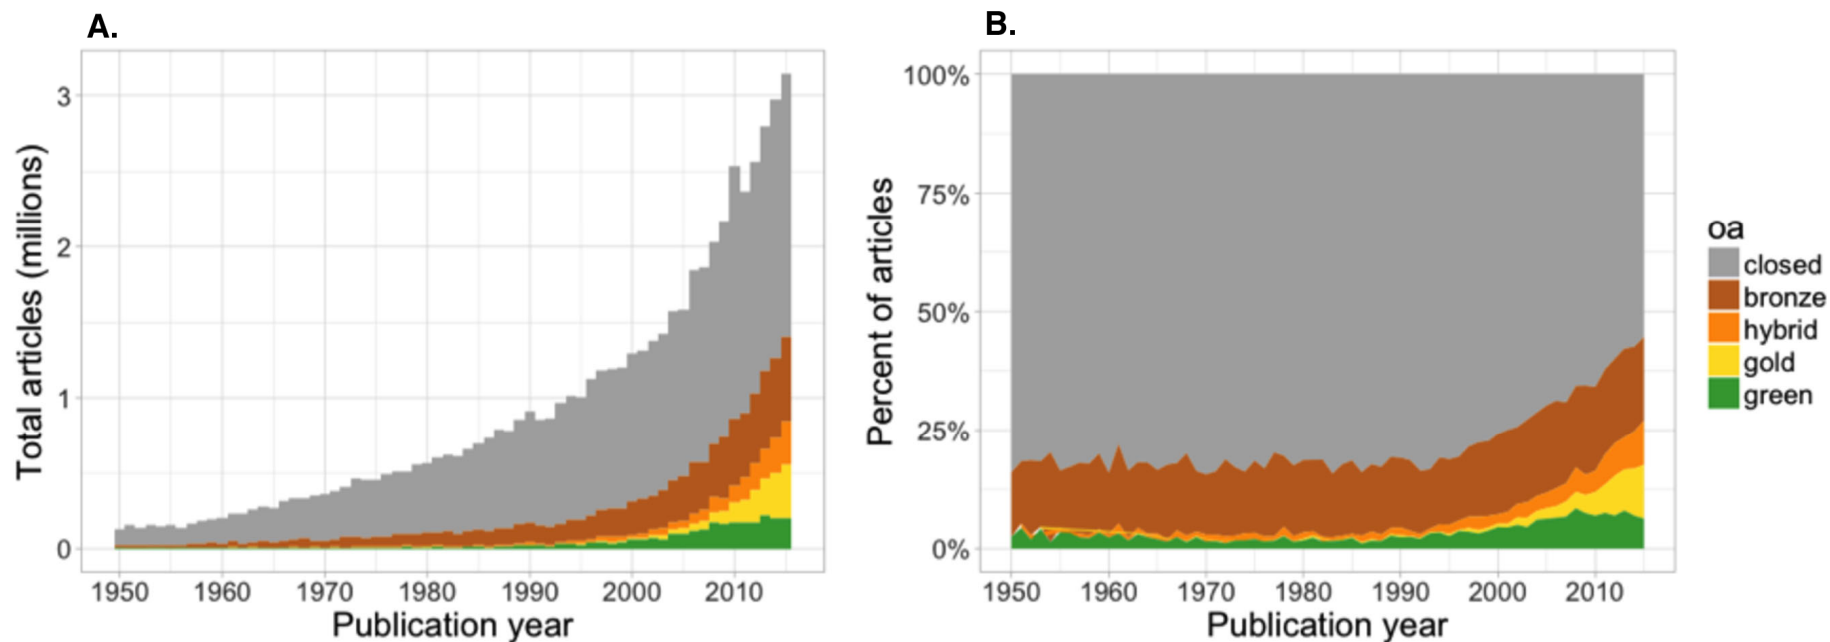 A.
Total articles (millions)
3
2
1
0
1950 1960 1970 1980 1990 2000 2010
Publication year
B.
Percent of articles
100%
75%
50%
25%
0%
1950 1960 1970 1980 1990 2000 2010
Publication year
oa
closed
bronze
hybrid
gold
green